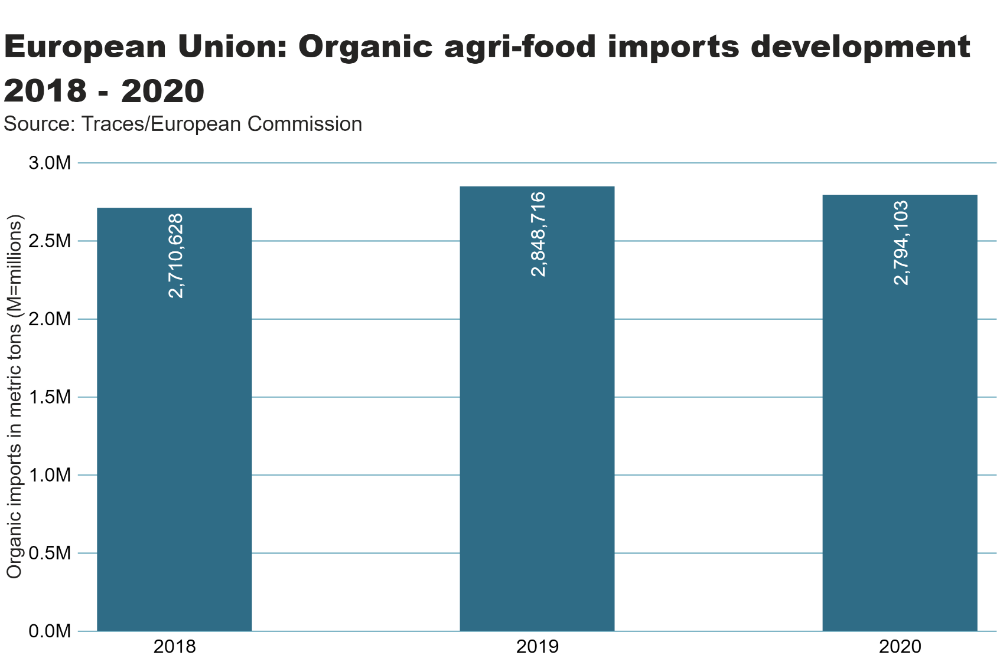 European Union: Organic agri-food imports development
2018 - 2020
Source: Traces/European Commission
Organic imports in metric tons (M=millions)
3.0M
2.5M
2.0M
1.5M
1.0M
0.5M
0.0M
2,710,628
2,848,716
2,794,103
2018
2019
2020